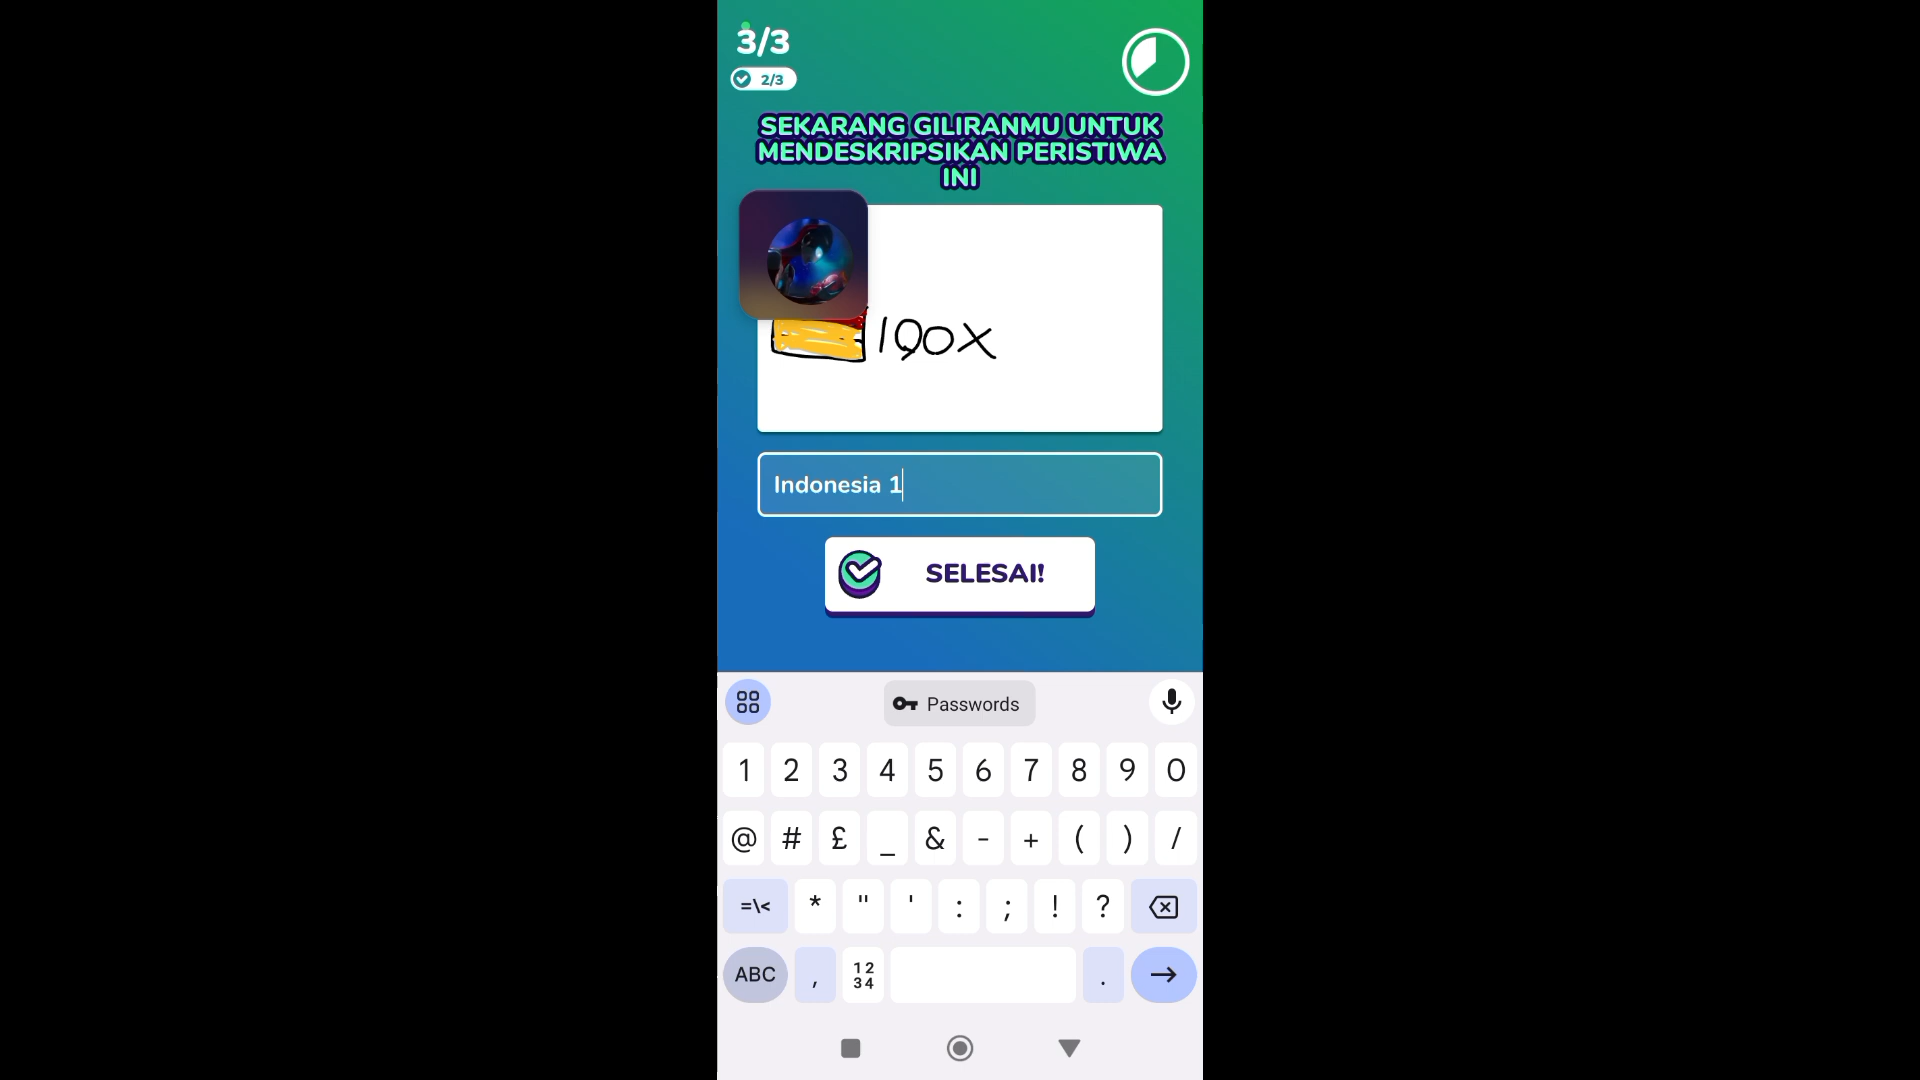 3/3
2/3
SEKARANG GILIRANMU UNTUK
MENDESKRIPSIKAN PERISTIWA
INI
100X
Indonesia 1
SELESAI!
Passwords
1 2 3 4 5 6 7 8 9 0
@ # £ _ & - + ( ) /
=\< * " ' : ; ! ?
ABC , 12 34 .